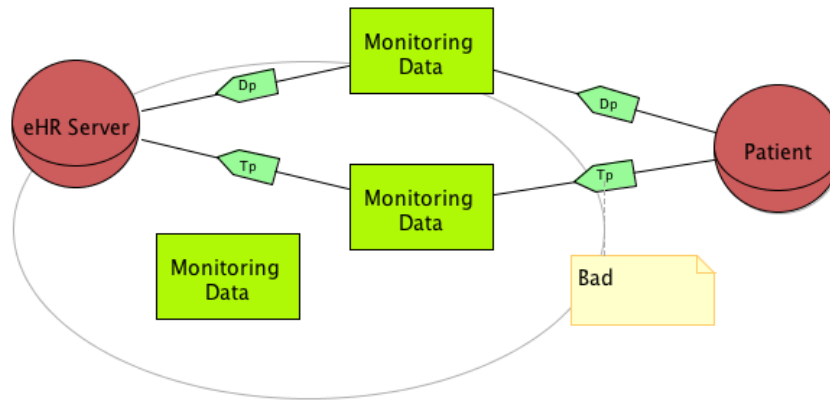 Monitoring
Data
Dp
Dp
eHR Server
Patient
Tp
Tp
Monitoring
Data
Monitoring
Data
Bad